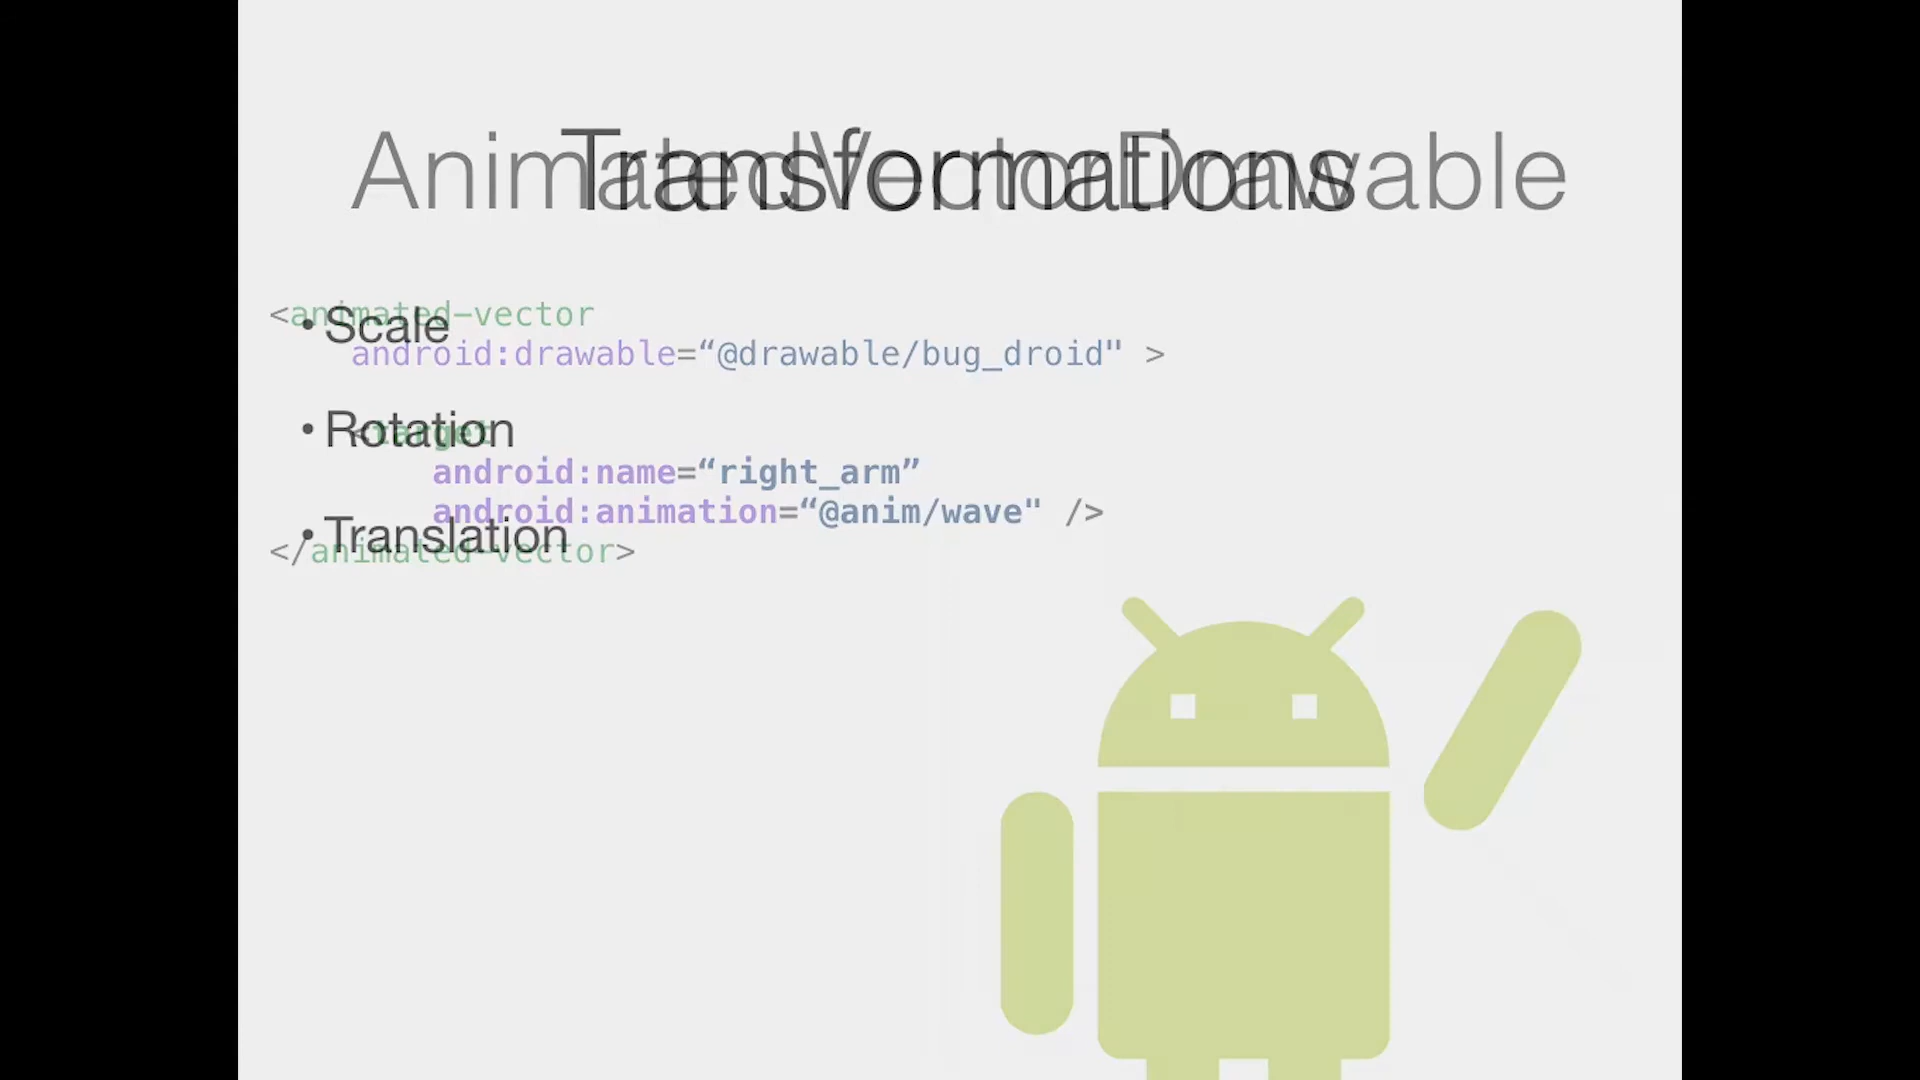 AnimatedVectorDrawable
Transformations
<animated-vector
android:drawable=“@drawable/bug_droid" >
<target
android:name=“right_arm”
android:animation=“@anim/wave" />
</animated-vector>
• Scale
• Rotation
• Translation